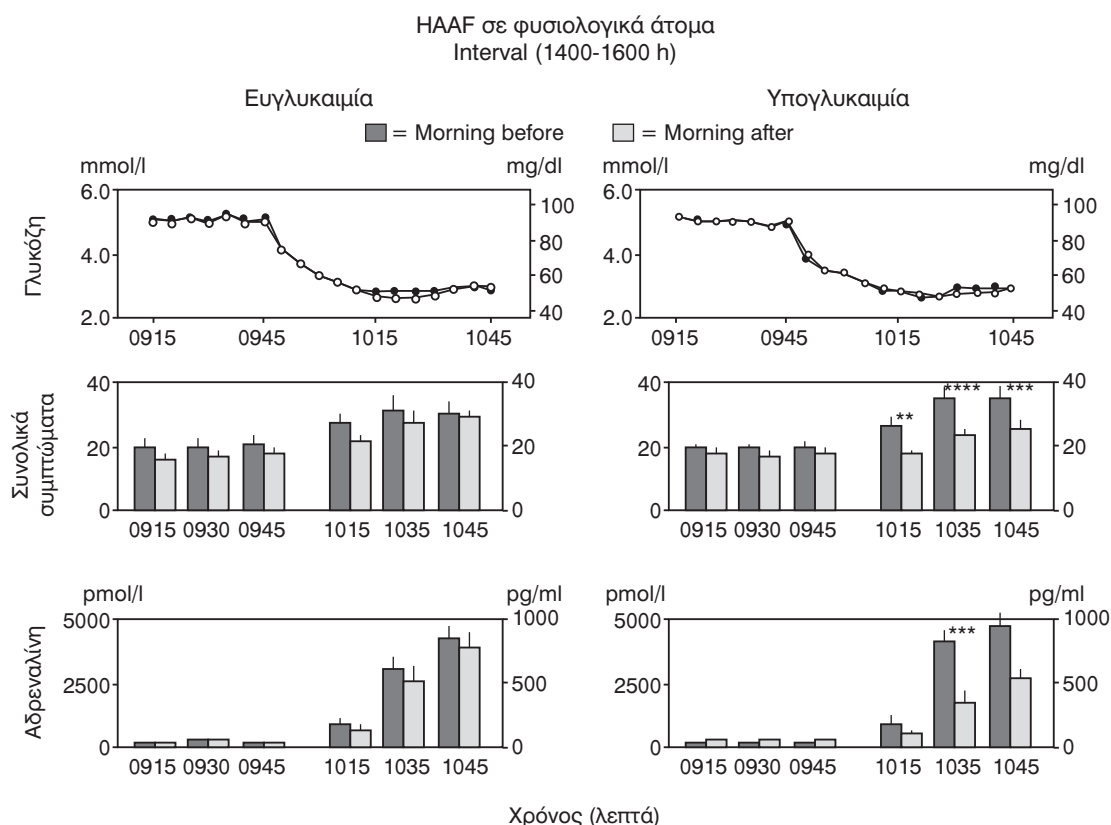 HAAF σε φυσιολογικά άτομα
Interval (1400-1600 h)
Ευγλυκαιμία
Υπογλυκαιμία
= Morning before
= Morning after
mmol/l
mg/dl
mmol/l
mg/dl
Γλυκόζη
6.0
4.0
2.0
100
80
60
40
6.0
4.0
2.0
100
80
60
40
0915 0945 1015 1045
0915 0945 1015 1045
Συνολικά
συμπτώματα
40
20
0
40
20
0
40
20
0
40
20
0
** **** ***
0915 0930 0945 1015 1035 1045
0915 0930 0945 1015 1035 1045
pmol/l
pg/ml
pmol/l
pg/ml
Αδρεναλίνη
5000
2500
0
1000
500
0
5000
2500
0
1000
500
0
***
0915 0930 0945 1015 1035 1045
0915 0930 0945 1015 1035 1045
Χρόνος (λεπτά)